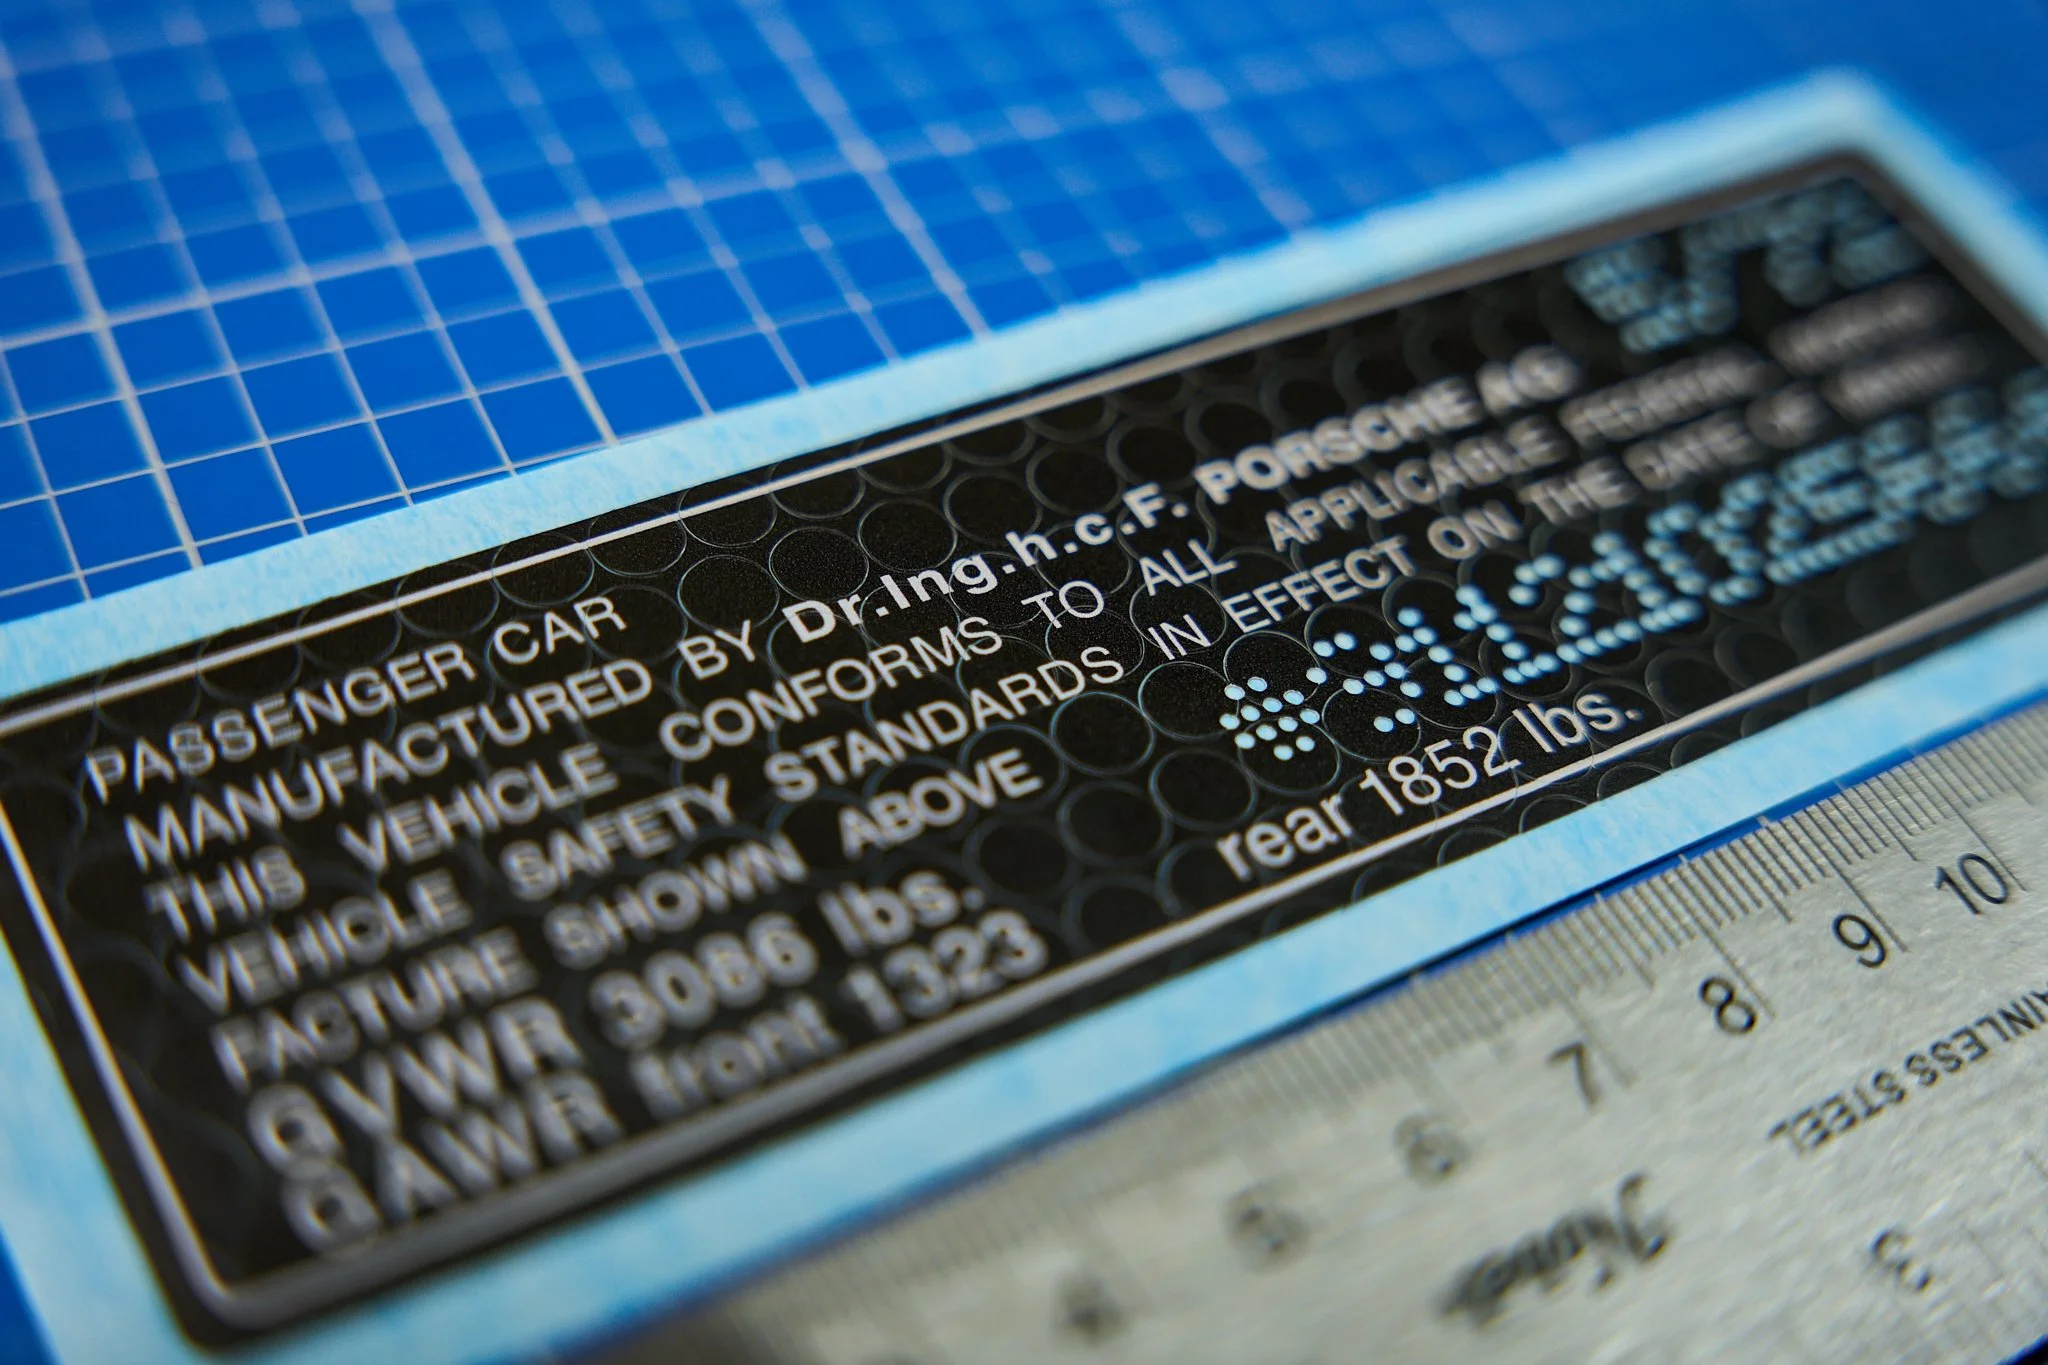 PASSENGER CAR
MANUFACTURED BY Dr.Ing.h.c.F. PORSCHE AG
THIS VEHICLE CONFORMS TO ALL APPLICABLE FEDERAL
VEHICLE SAFETY STANDARDS IN EFFECT ON THE DATE OF
FACTURE SHOWN ABOVE
GVWR 3086 lbs.
GAWR front 1323 rear 1852 lbs.
4 5 6 7 8 9 10
STEEL
3